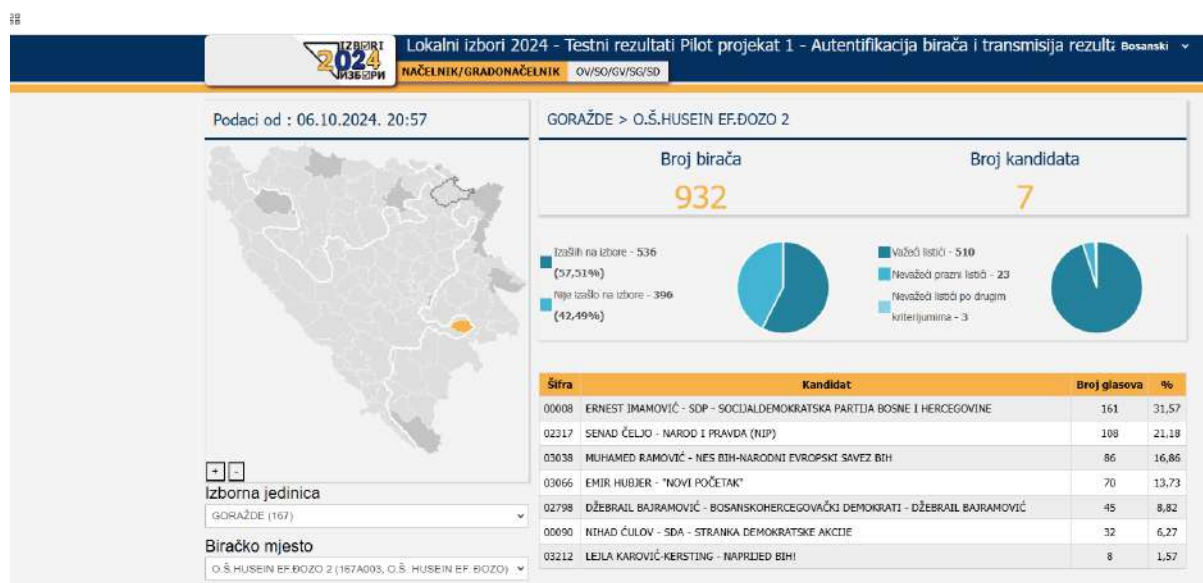 IZBORI
2024
ИЗБОРИ
Lokalni izbori 2024 - Testni rezultati Pilot projekat 1 - Autentifikacija birača i transmisija rezult
Bosanski
NAČELNIK/GRADONAČELNIK
OV/SO/GV/SG/SD
Podaci od : 06.10.2024. 20:57
GORAŽDE > O.Š.HUSEIN EF.ĐOZO 2
Broj birača
932
Broj kandidata
7
Izašlih na izbore - 536
(57,51%)
Nije izašlo na izbore - 396
(42,49%)
Važeći listići - 510
Nevažeći prazni listići - 23
Nevažeći listići po drugim
kriterijumima - 3
Šifra Kandidat Broj glasova %
00008 ERNEST IMAMOVIĆ - SDP - SOCIJALDEMOKRATSKA PARTIJA BOSNE I HERCEGOVINE 161 31,57
02317 SENAD ČELJO - NAROD I PRAVDA (NIP) 108 21,18
03038 MUHAMED RAMOVIĆ - NES BIH-NARODNI EVROPSKI SAVEZ BIH 86 16,86
03066 EMIR HUBJER - "NOVI POČETAK" 70 13,73
02798 DŽEBRAIL BAJRAMOVIĆ - BOSANSKOHERCEGOVAČKI DEMOKRATI - DŽEBRAIL BAJRAMOVIĆ 45 8,82
00090 NIHAD ĆULOV - SDA - STRANKA DEMOKRATSKE AKCIJE 32 6,27
03212 LEJLA KAROVIĆ-KERSTING - NAPRIJED BIH! 8 1,57
+ -
Izborna jedinica
GORAŽDE (167)
Biračko mjesto
O.Š.HUSEIN EF.ĐOZO 2 (167A003, O.Š. HUSEIN EF. ĐOZO)